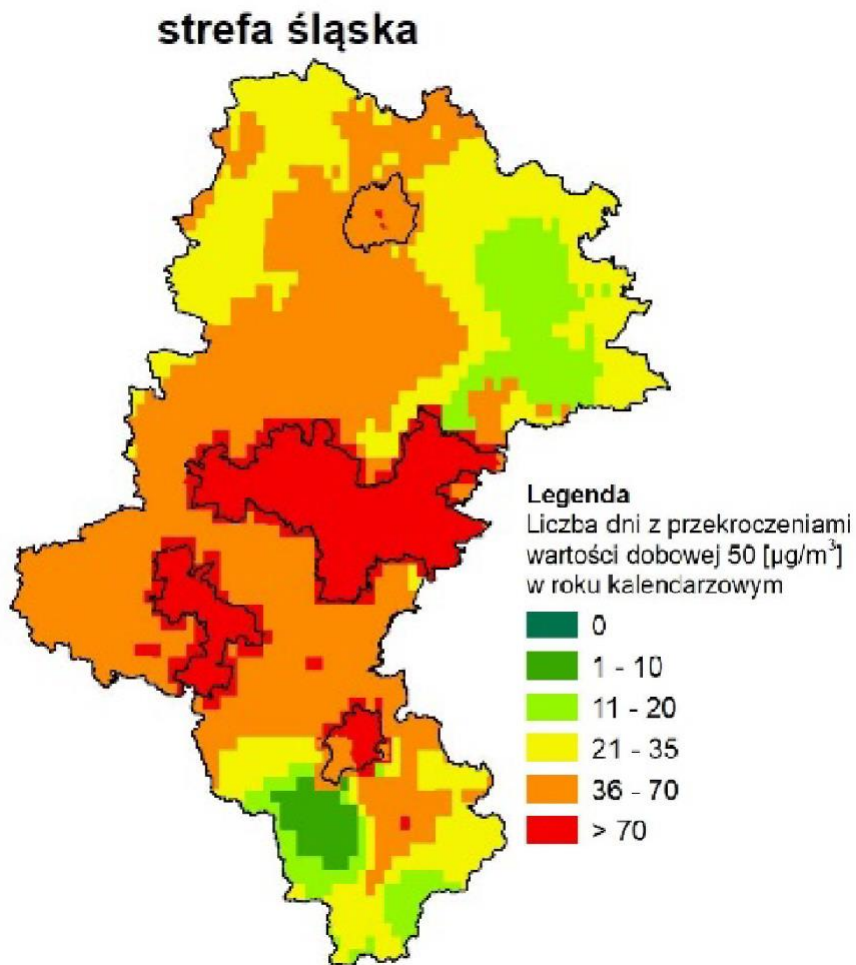 strefa śląska
Legenda
Liczba dni z przekroczeniami
wartości dobowej 50 [µg/m³]
w roku kalendarzowym
0
1 - 10
11 - 20
21 - 35
36 - 70
> 70